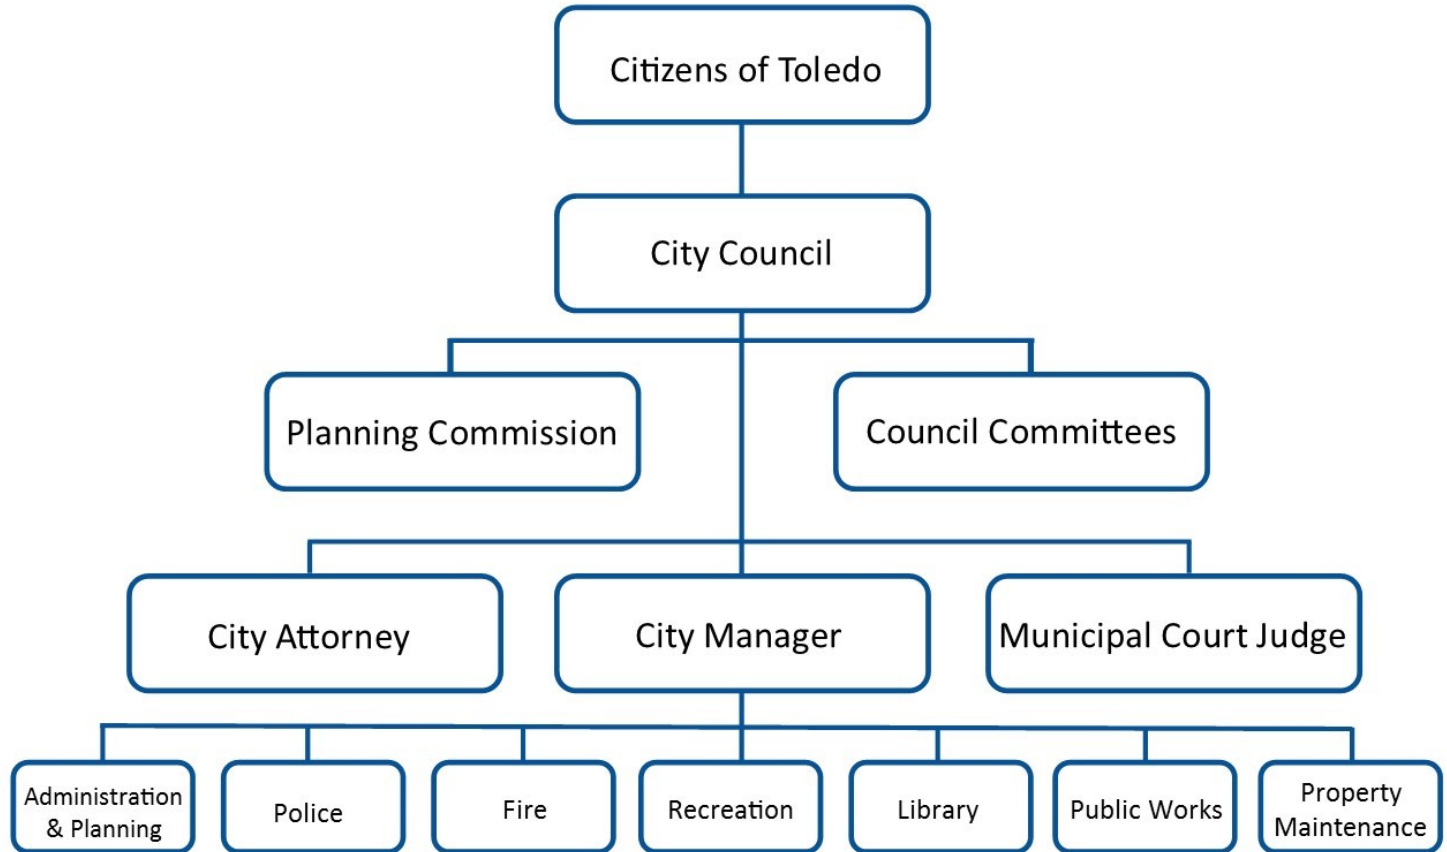 Citizens of Toledo
City Council
Planning Commission
Council Committees
City Attorney
City Manager
Municipal Court Judge
Administration
& Planning
Police
Fire
Recreation
Library
Public Works
Property
Maintenance